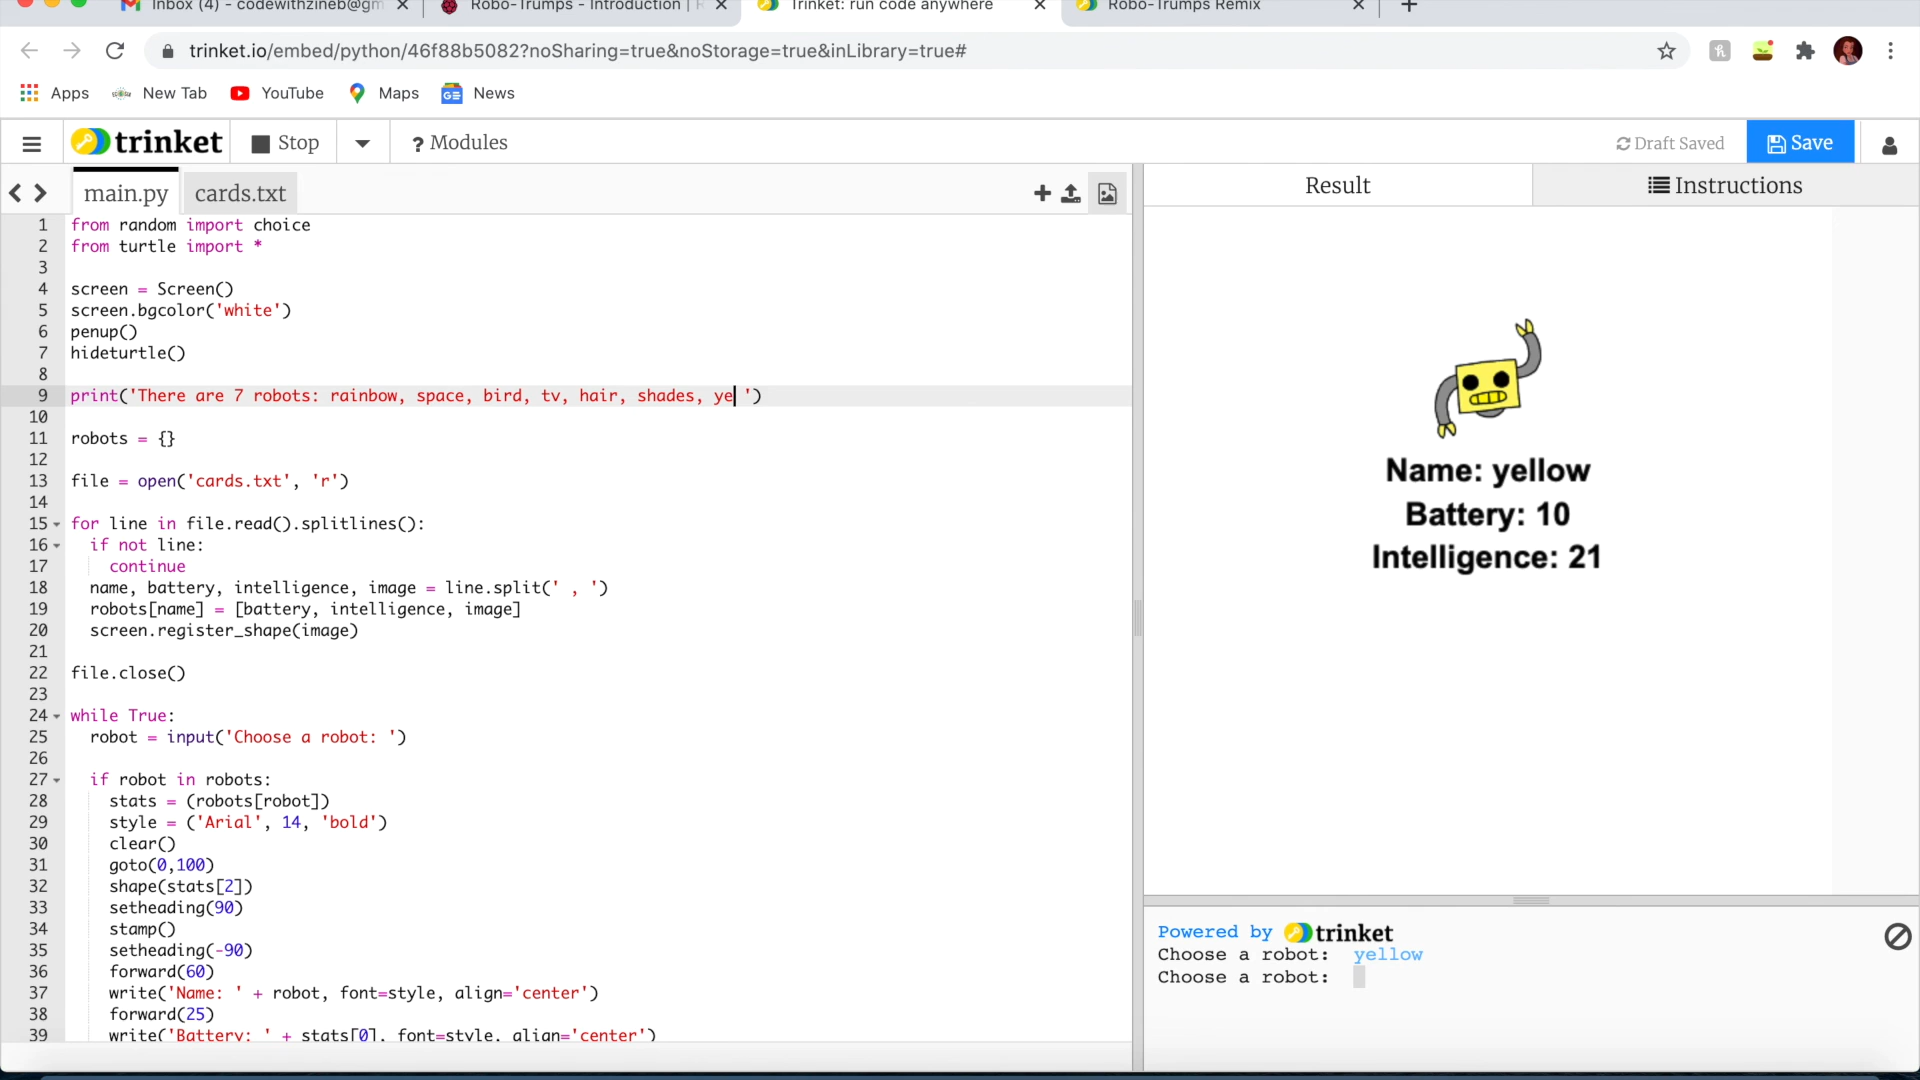 Inbox (4) - codewithzineb@gm
Robo-Trumps - Introduction | R
Trinket: run code anywhere
Robo-Trumps Remix
trinket.io/embed/python/46f88b5082?noSharing=true&noStorage=true&inLibrary=true#
Apps
New Tab
YouTube
Maps
News
trinket
Stop
? Modules
Draft Saved
Save
main.py
cards.txt
Result
Instructions
1 from random import choice
2 from turtle import *
3
4 screen = Screen()
5 screen.bgcolor('white')
6 penup()
7 hideturtle()
8
9 print('There are 7 robots: rainbow, space, bird, tv, hair, shades, ye ')
10
11 robots = {}
12
13 file = open('cards.txt', 'r')
14
15 for line in file.read().splitlines():
16 if not line:
17 continue
18 name, battery, intelligence, image = line.split(' , ')
19 robots[name] = [battery, intelligence, image]
20 screen.register_shape(image)
21
22 file.close()
23
24 while True:
25 robot = input('Choose a robot: ')
26
27 if robot in robots:
28 stats = (robots[robot])
29 style = ('Arial', 14, 'bold')
30 clear()
31 goto(0,100)
32 shape(stats[2])
33 setheading(90)
34 stamp()
35 setheading(-90)
36 forward(60)
37 write('Name: ' + robot, font=style, align='center')
38 forward(25)
39 write('Battery: ' + stats[0], font=style, align='center')
Name: yellow
Battery: 10
Intelligence: 21
Powered by trinket
Choose a robot: yellow
Choose a robot: